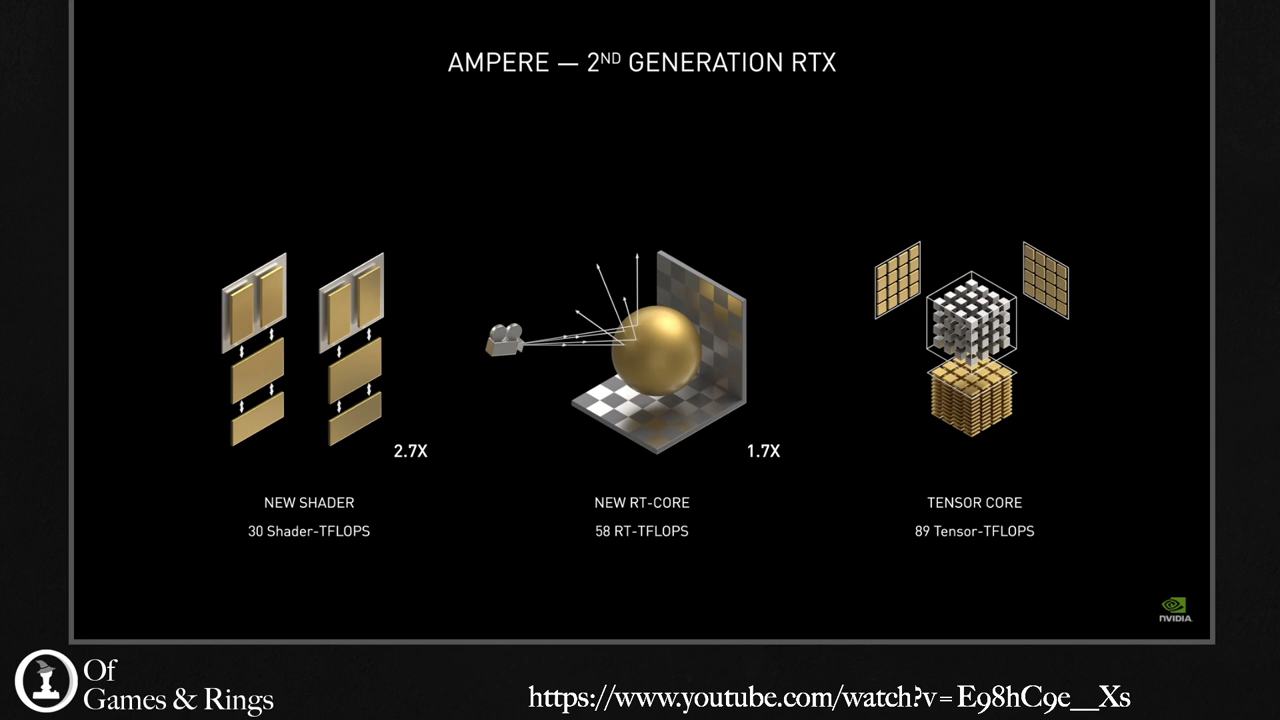 AMPERE — 2ND GENERATION RTX
2.7X
1.7X
NEW SHADER
30 Shader-TFLOPS
NEW RT-CORE
58 RT-TFLOPS
TENSOR CORE
89 Tensor-TFLOPS
NVIDIA.
Of
Games & Rings
https://www.youtube.com/watch?v=E98hC9e__Xs